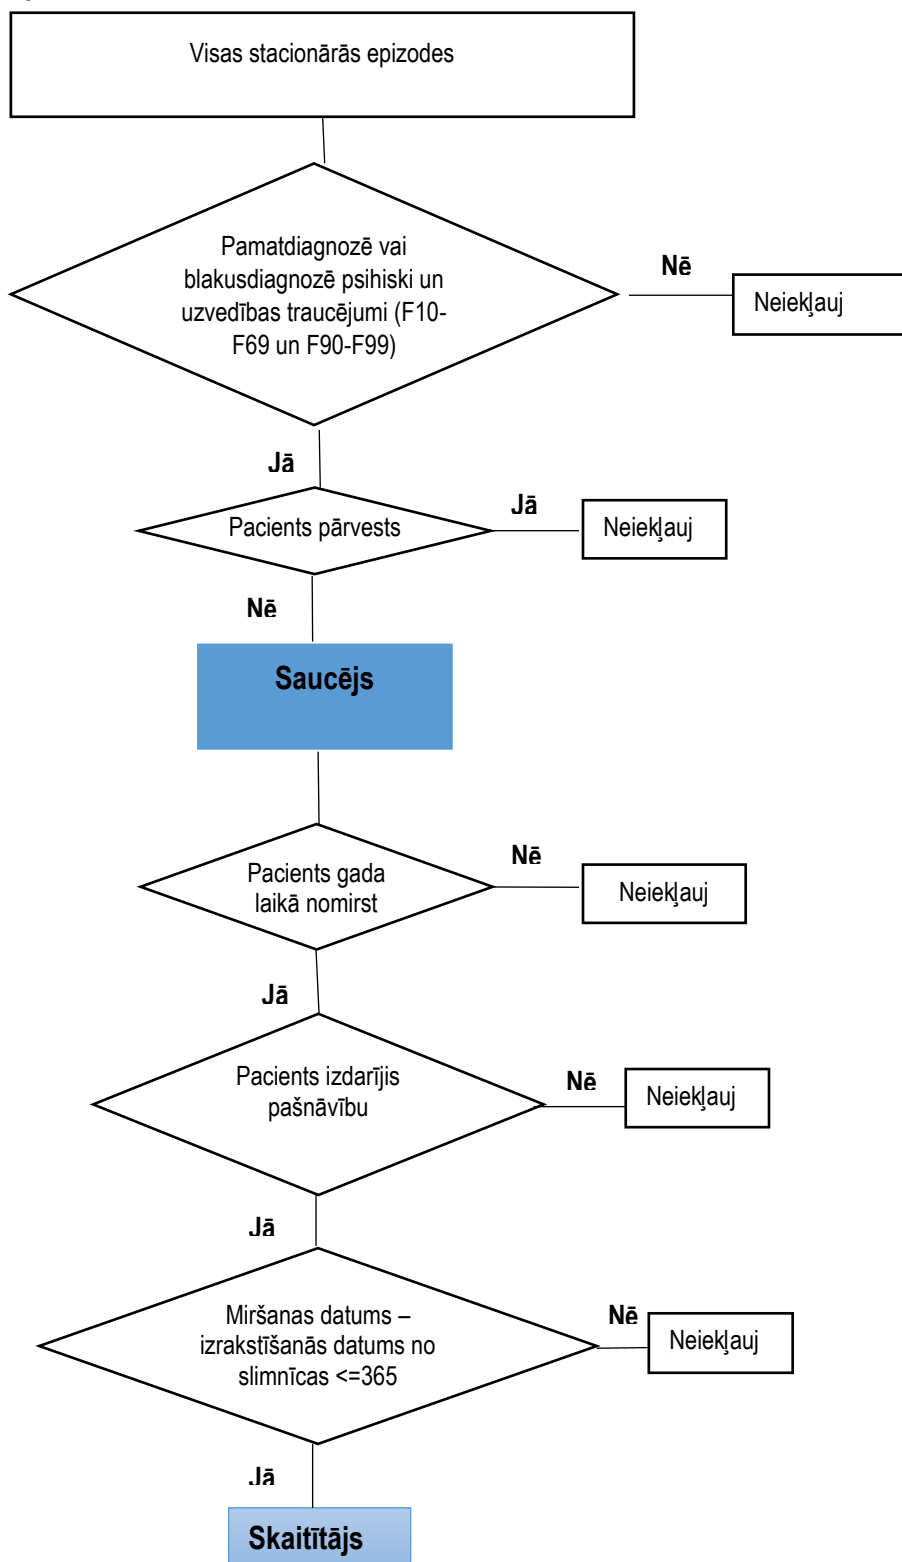 Visas stacionārās epizodes
Pamatdiagnozē vai
blakusdiagnozē psihiski un
uzvedības traucējumi (F10-
F69 un F90-F99)
Nē
Neiekļauj
Jā
Pacients pārvests
Jā
Neiekļauj
Nē
Saucējs
Pacients gada
laikā nomirst
Nē
Neiekļauj
Jā
Pacients izdarījis
pašnāvību
Nē
Neiekļauj
Jā
Miršanas datums –
izrakstīšanās datums no
slimnīcas <=365
Nē
Neiekļauj
Jā
Skaitītājs